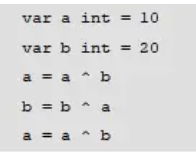 var a int = 10
var b int = 20
a = a ^ b
b = b ^ a
a = a ^ b